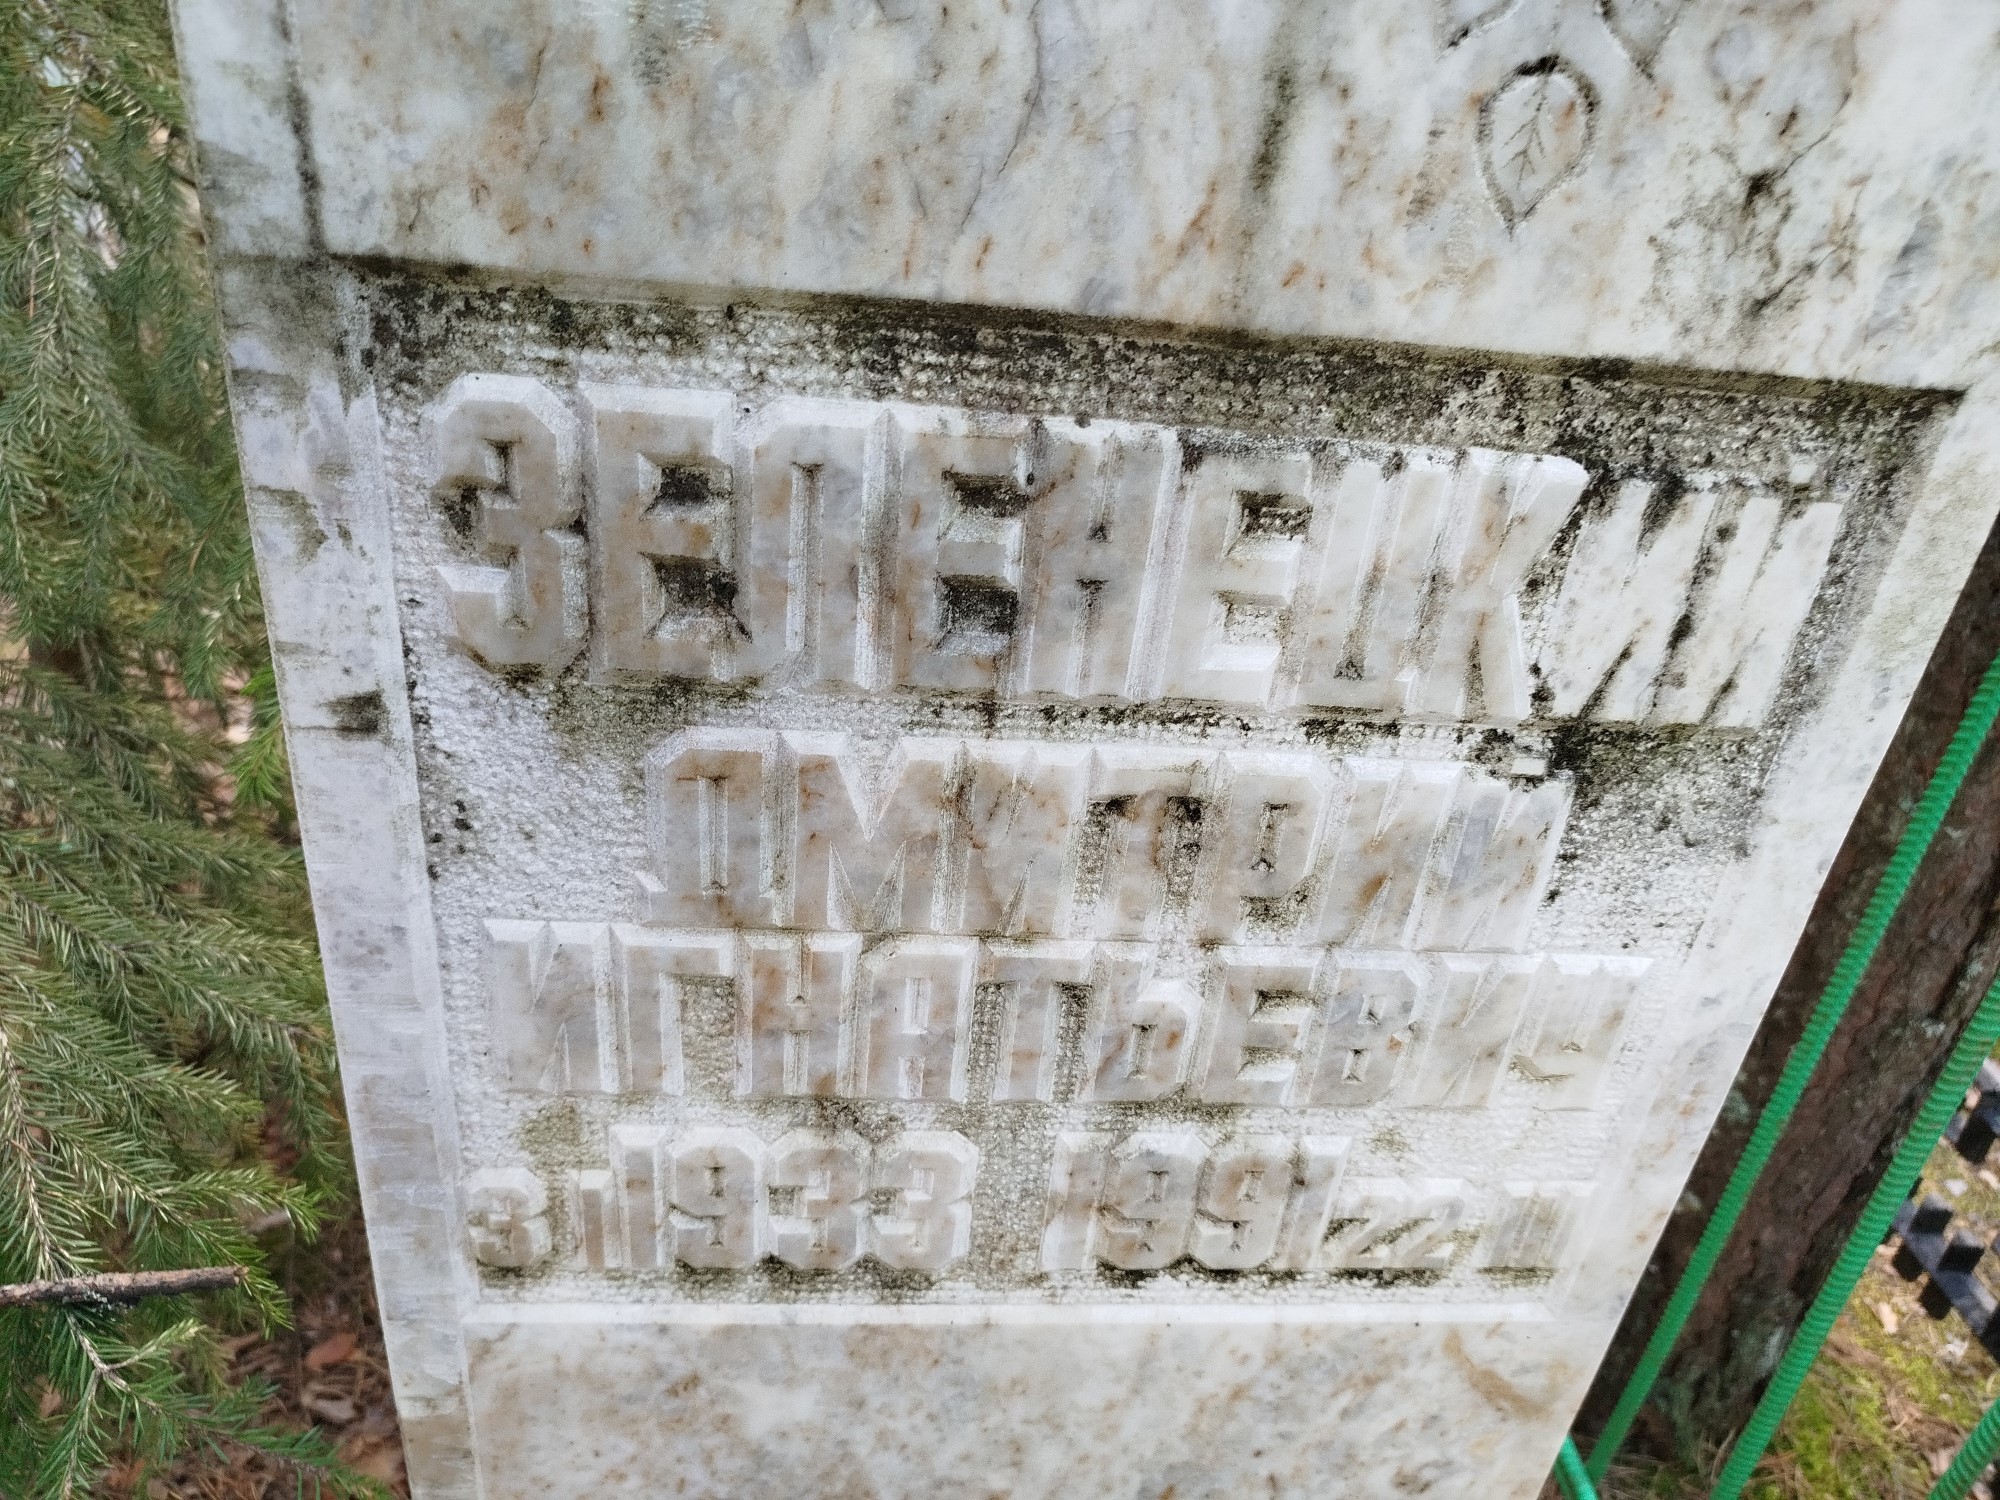 ЗЕЛЕНЕЦКИЙ
ДМИТРИЙ
ИГНАТЬЕВИЧ
3 II 1933 1991 22 III